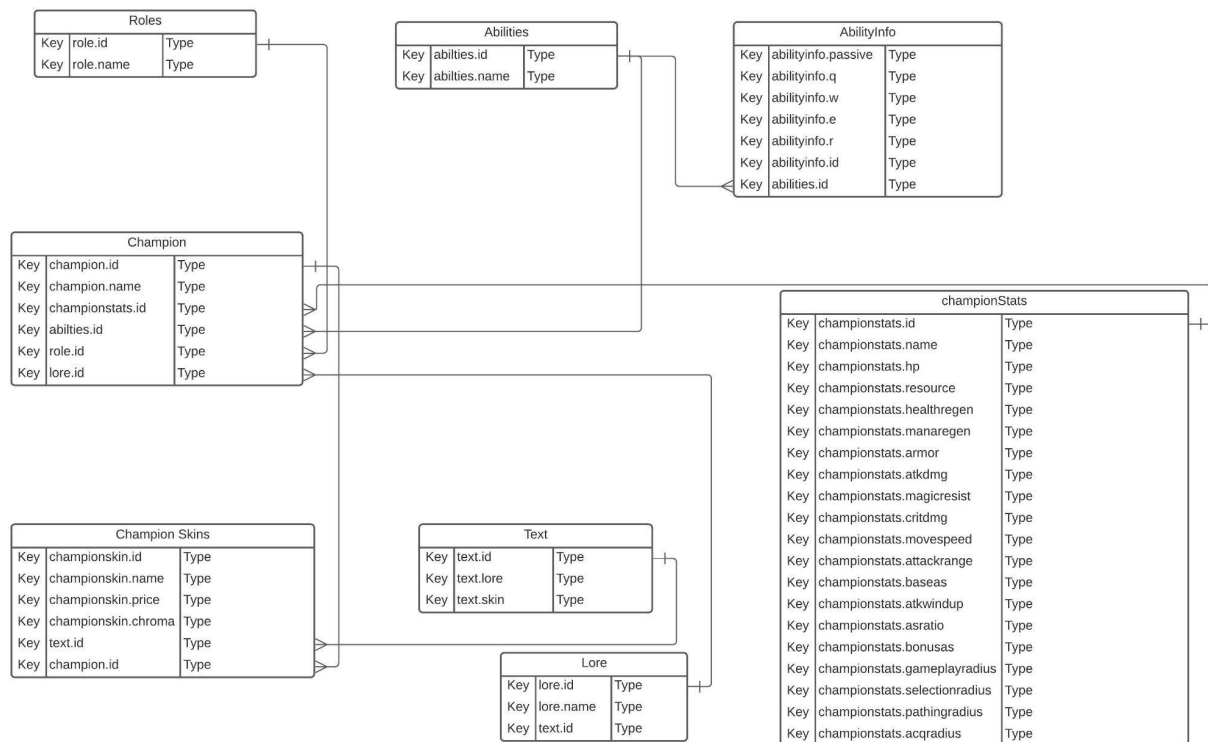 Roles
Key role.id Type
Key role.name Type
Abilities
Key abilties.id Type
Key abilties.name Type
AbilityInfo
Key abilityinfo.passive Type
Key abilityinfo.q Type
Key abilityinfo.w Type
Key abilityinfo.e Type
Key abilityinfo.r Type
Key abilityinfo.id Type
Key abilities.id Type
Champion
Key champion.id Type
Key champion.name Type
Key championstats.id Type
Key abilties.id Type
Key role.id Type
Key lore.id Type
championStats
Key championstats.id Type
Key championstats.name Type
Key championstats.hp Type
Key championstats.resource Type
Key championstats.healthregen Type
Key championstats.manaregen Type
Key championstats.armor Type
Key championstats.atkdmg Type
Key championstats.magicresist Type
Key championstats.critdmg Type
Key championstats.movespeed Type
Key championstats.attackrange Type
Key championstats.baseas Type
Key championstats.atkwindup Type
Key championstats.asratio Type
Key championstats.bonusas Type
Key championstats.gameplayradius Type
Key championstats.selectionradius Type
Key championstats.pathingradius Type
Key championstats.acqradius Type
Champion Skins
Key championskin.id Type
Key championskin.name Type
Key championskin.price Type
Key championskin.chroma Type
Key text.id Type
Key champion.id Type
Text
Key text.id Type
Key text.lore Type
Key text.skin Type
Lore
Key lore.id Type
Key lore.name Type
Key text.id Type